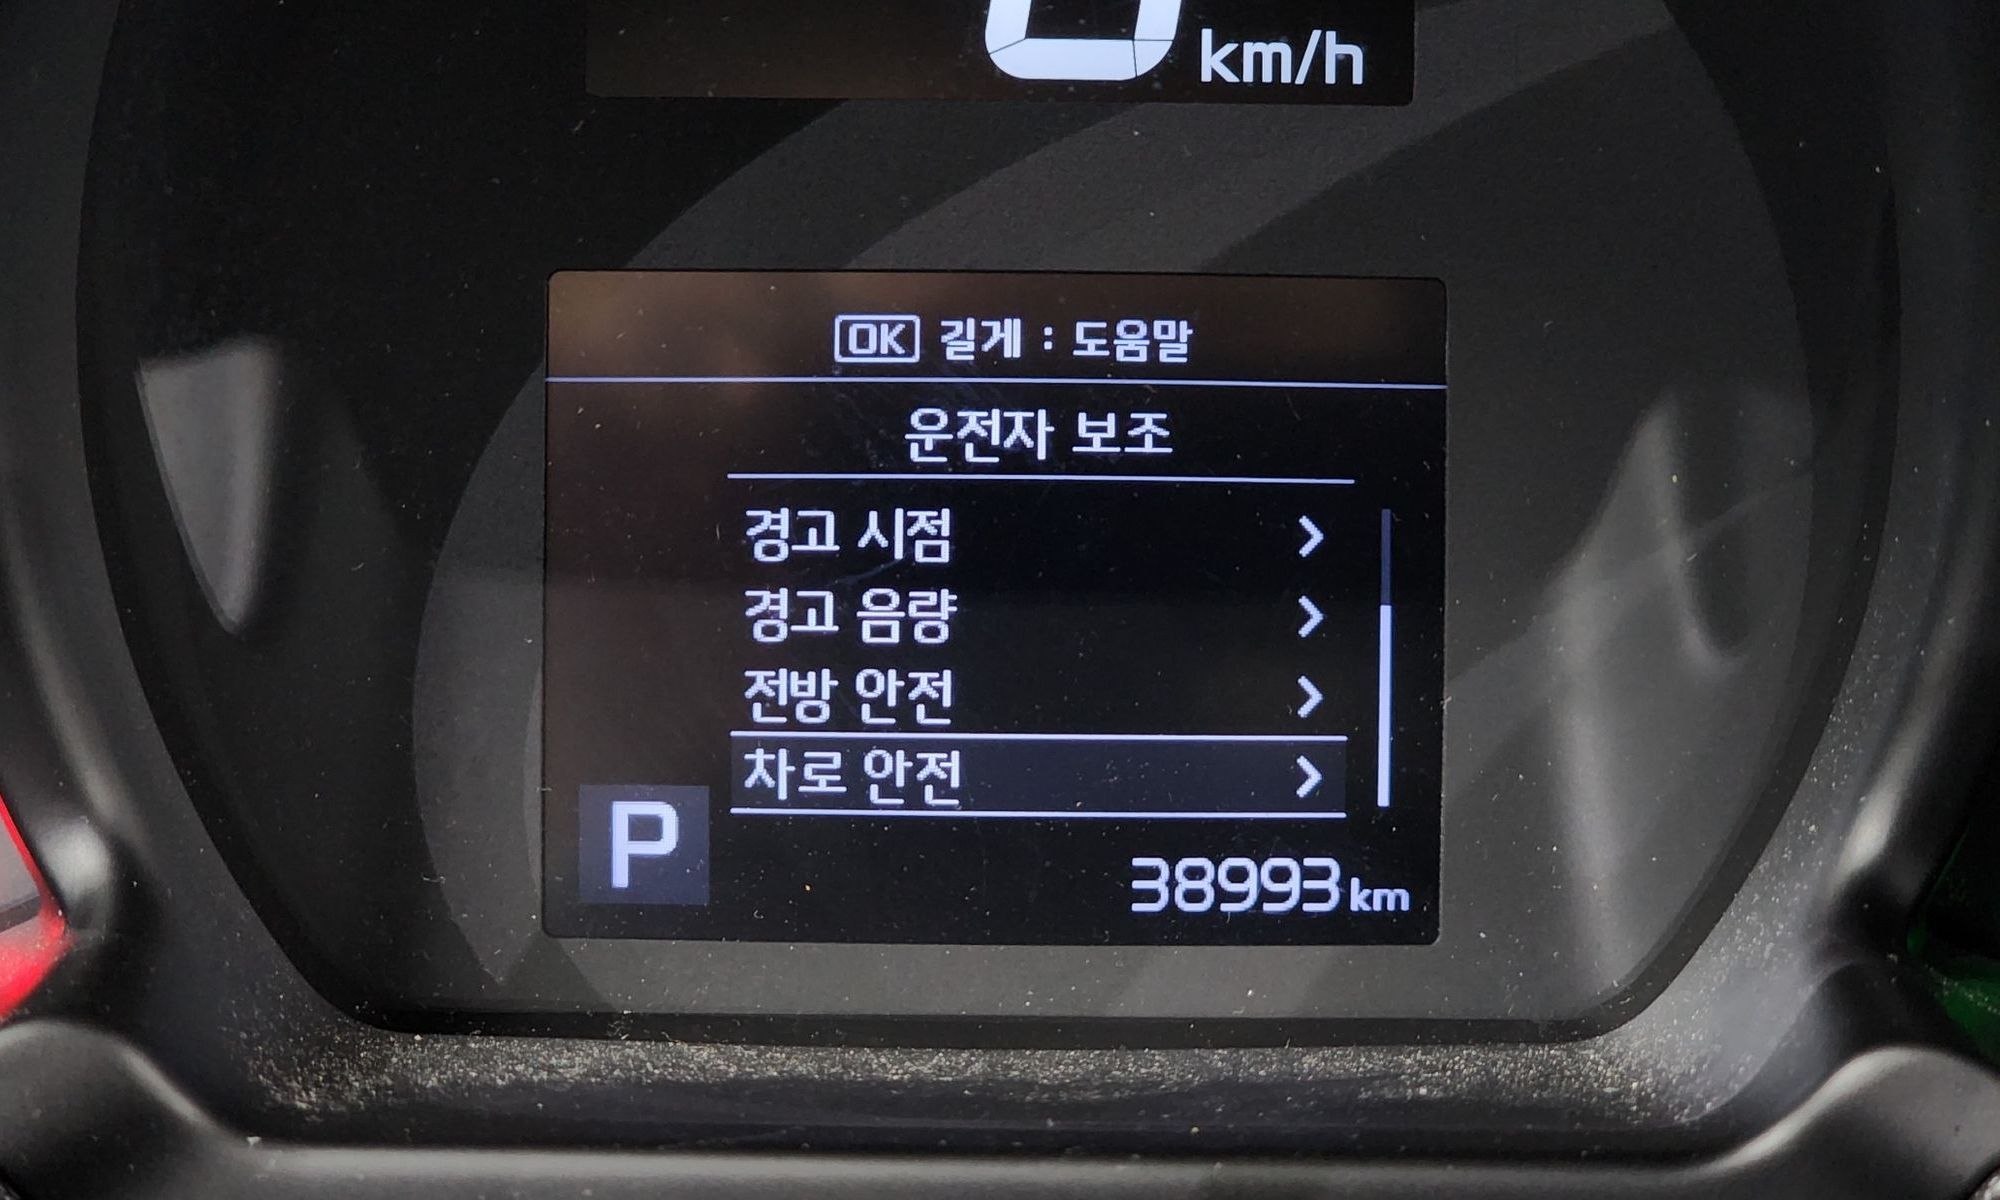 0 km/h
OK 길게 : 도움말
운전자 보조
경고 시점
경고 음량
전방 안전
차로 안전
P
38993 km